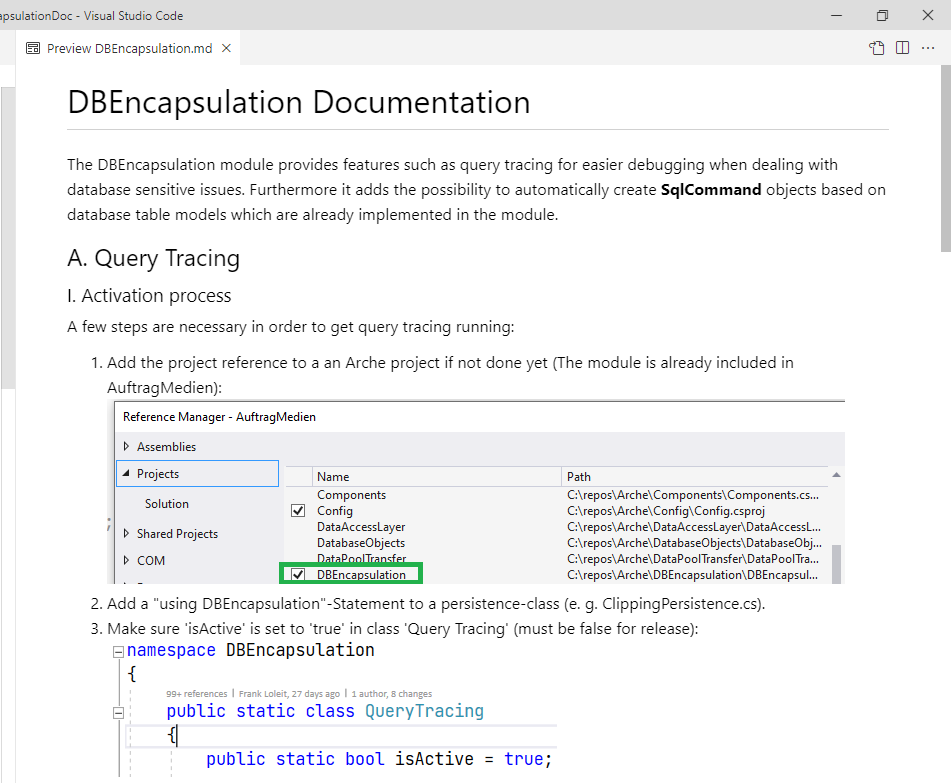 apsulationDoc - Visual Studio Code
Preview DBEncapsulation.md
DBEncapsulation Documentation
The DBEncapsulation module provides features such as query tracing for easier debugging when dealing with
database sensitive issues. Furthermore it adds the possibility to automatically create SqlCommand objects based on
database table models which are already implemented in the module.
A. Query Tracing
I. Activation process
A few steps are necessary in order to get query tracing running:
1. Add the project reference to a an Arche project if not done yet (The module is already included in
AuftragMedien):
Reference Manager - AuftragMedien
Assemblies
Projects
Solution
Shared Projects
COM
Name Path
Components C:\repos\Arche\Components\Components.cs...
Config C:\repos\Arche\Config\Config.csproj
DataAccessLayer C:\repos\Arche\DataAccessLayer\DataAccessL...
DatabaseObjects C:\repos\Arche\DatabaseObjects\DatabaseObj...
DataPoolTransfer C:\repos\Arche\DataPoolTransfer\DataPoolTra...
DBEncapsulation C:\repos\Arche\DBEncapsulation\DBEncapsul...
;
2. Add a "using DBEncapsulation"-Statement to a persistence-class (e. g. ClippingPersistence.cs).
3. Make sure 'isActive' is set to 'true' in class 'Query Tracing' (must be false for release):
namespace DBEncapsulation
{
99+ references | Frank Loleit, 27 days ago | 1 author, 8 changes
public static class QueryTracing
{
public static bool isActive = true;